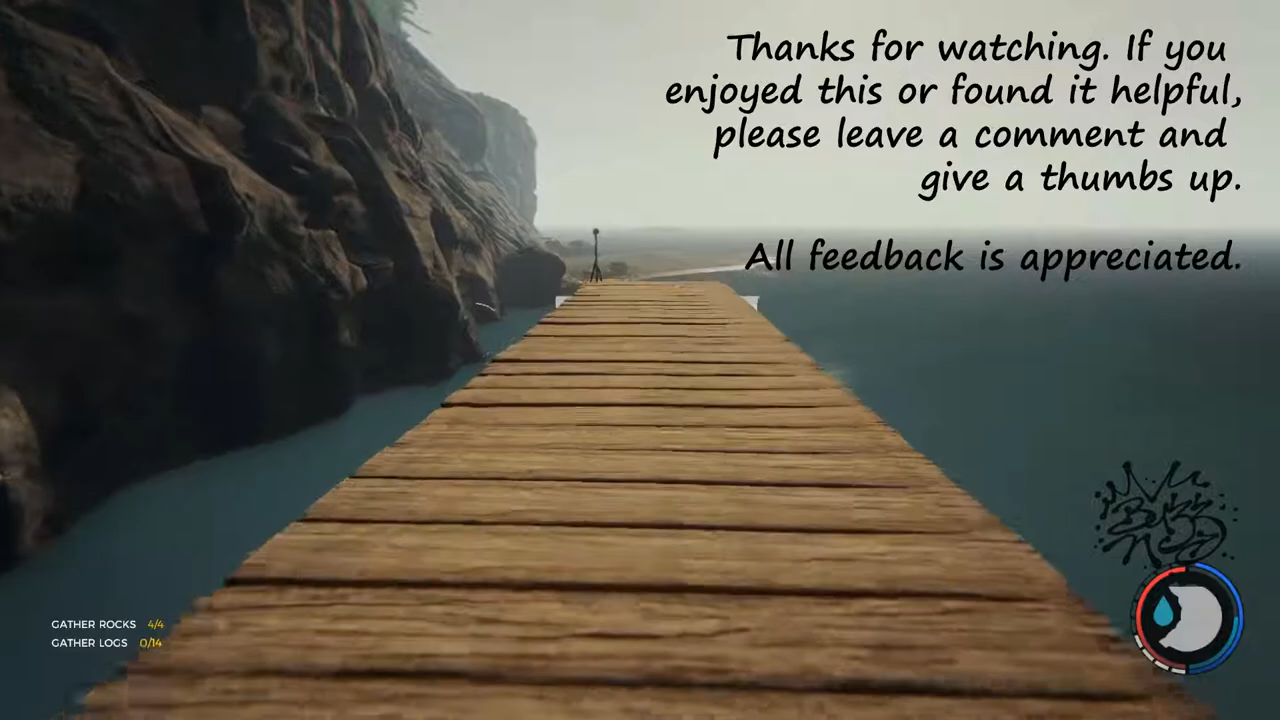 Thanks for watching. If you
enjoyed this or found it helpful,
please leave a comment and
give a thumbs up.
All feedback is appreciated.
GATHER ROCKS 4/4
GATHER LOGS 0/14